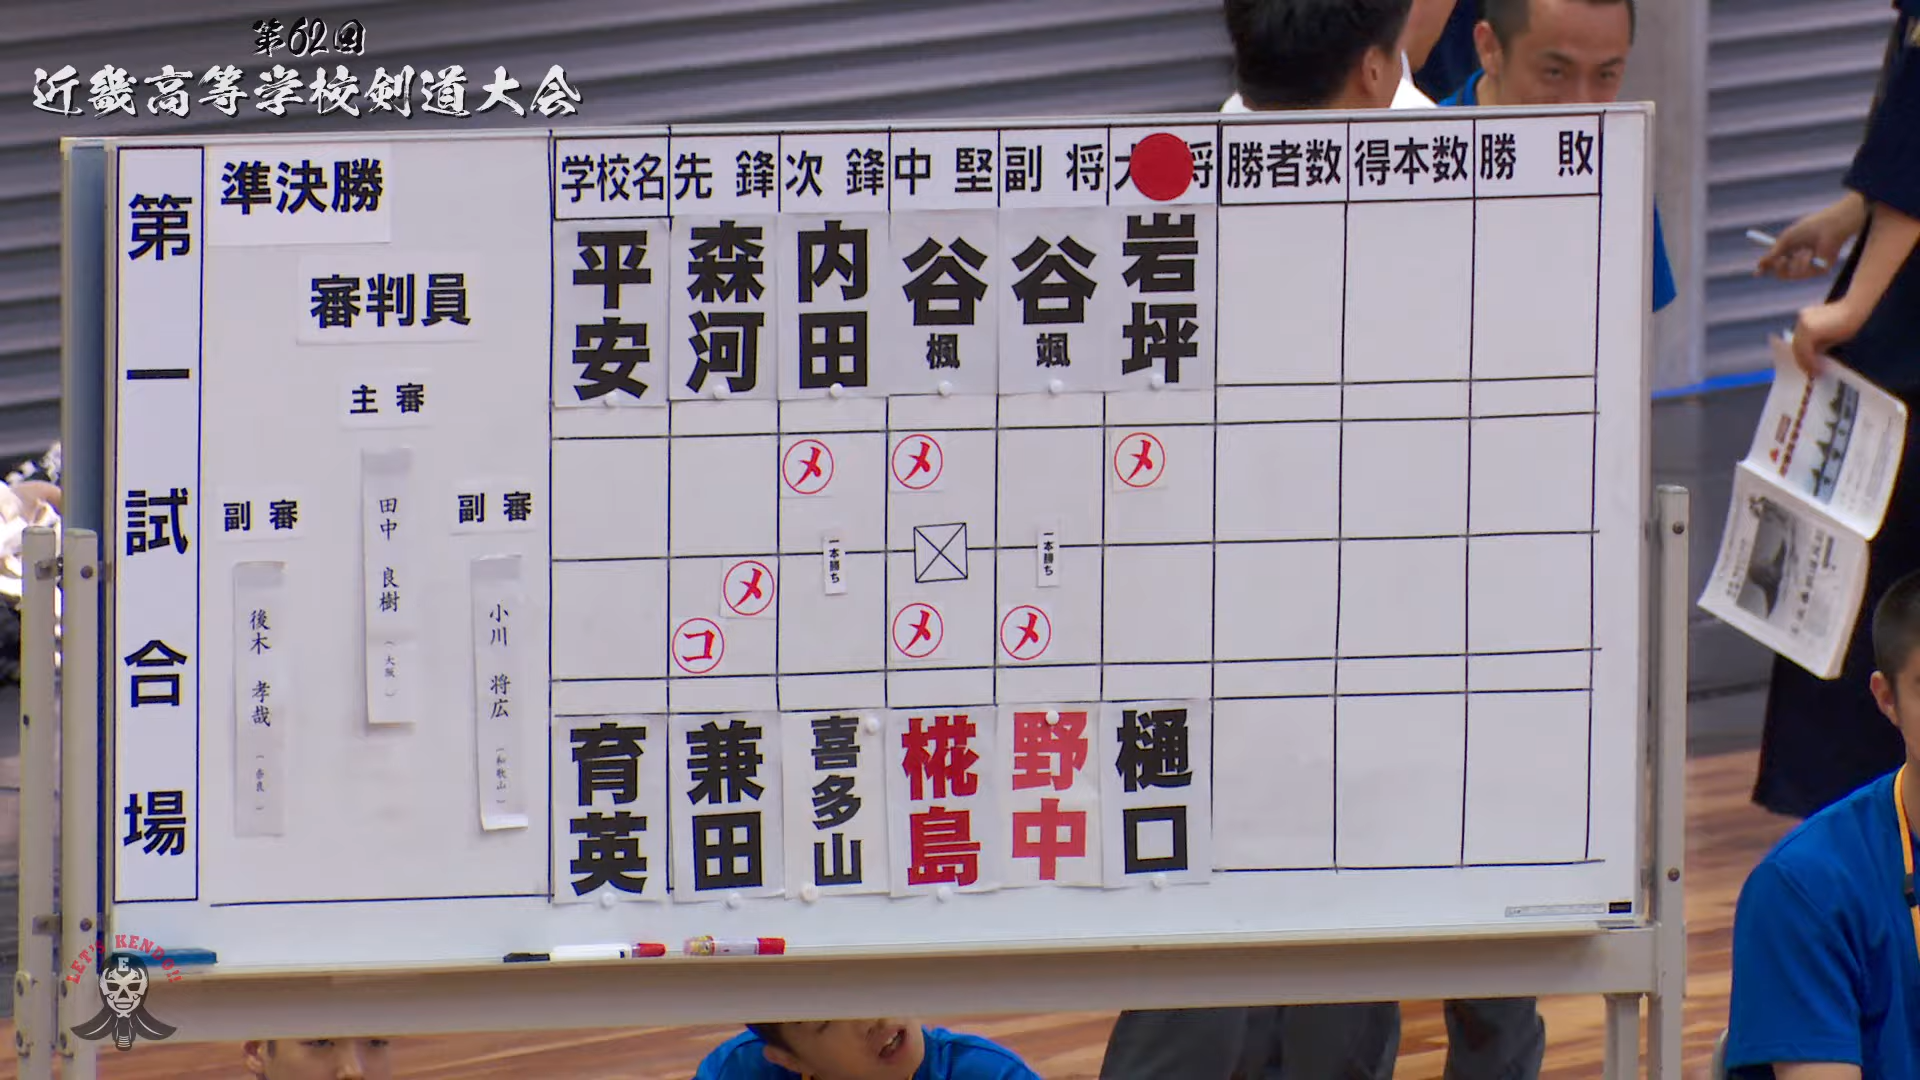 第62回
近畿高等学校剣道大会
第一試合場
準決勝
審判員
主審
田中 良樹 (大阪)
副審
後木 孝哉 (奈良)
副審
小川 将広 (和歌山)
学校名 先鋒 次鋒 中堅 副将 大将 勝者数 得本数 勝敗
平安 森河 内田 谷楓 谷颯 岩坪
メ メ メ
一本勝ち 一本勝ち
メ
コ メ メ
育英 兼田 喜多山 椛島 野中 樋口
LET'S KENDO!!
E